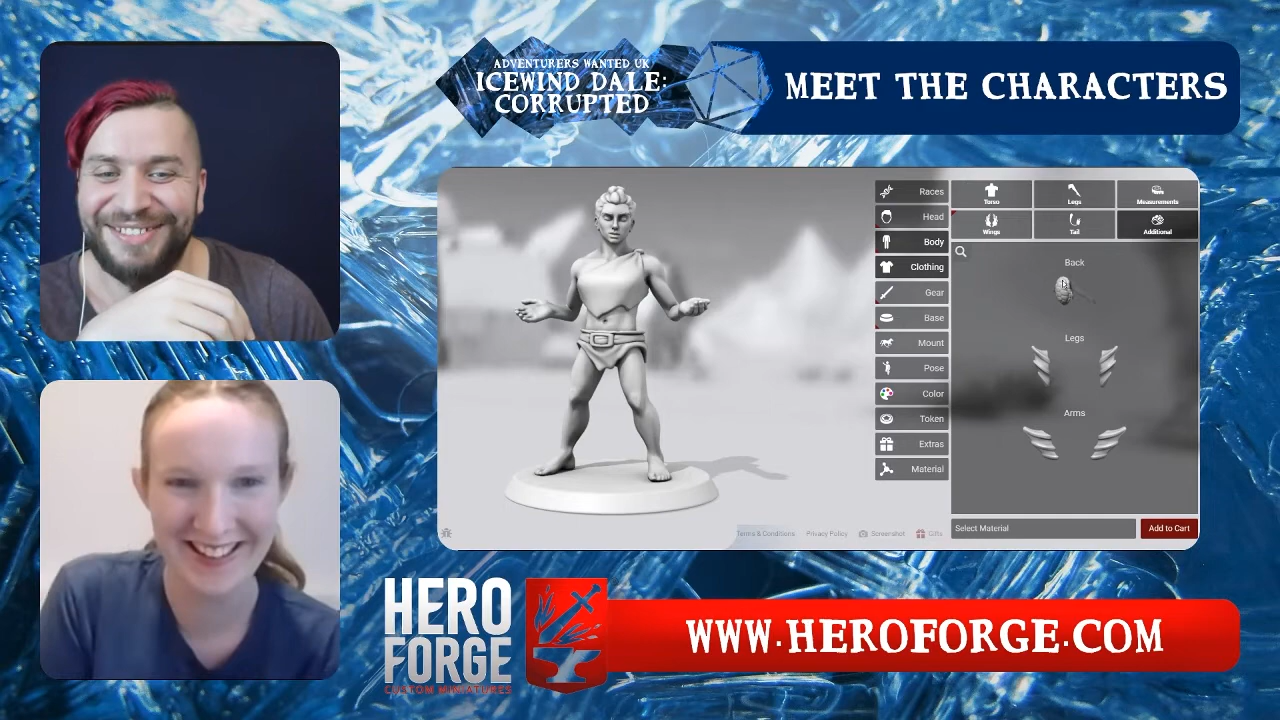 ADVENTURERS WANTED UK
ICEWIND DALE:
CORRUPTED
MEET THE CHARACTERS
Races
Head
Body
Clothing
Gear
Base
Mount
Pose
Color
Token
Extras
Material
Torso
Legs
Measurements
Wings
Tail
Additional
Back
Legs
Arms
Terms & Conditions
Privacy Policy
Screenshot
Gifts
Select Material
Add to Cart
HERO
FORGE
CUSTOM MINIATURES
WWW.HEROFORGE.COM